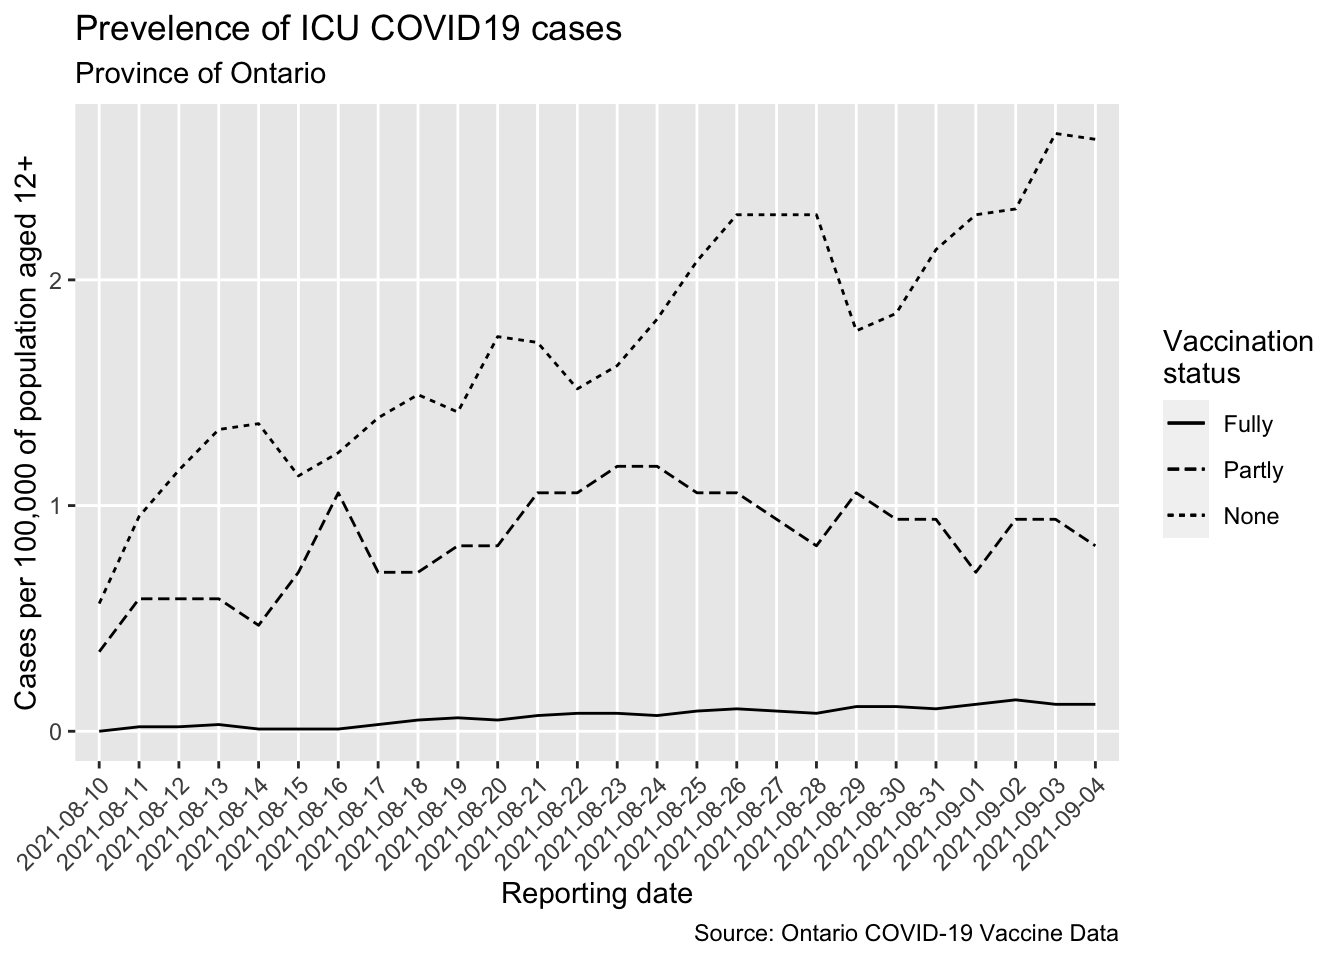 Prevelence of ICU COVID19 cases
Province of Ontario
Cases per 100,000 of population aged 12+
2
1
0
2021-08-10
2021-08-11
2021-08-12
2021-08-13
2021-08-14
2021-08-15
2021-08-16
2021-08-17
2021-08-18
2021-08-19
2021-08-20
2021-08-21
2021-08-22
2021-08-23
2021-08-24
2021-08-25
2021-08-26
2021-08-27
2021-08-28
2021-08-29
2021-08-30
2021-08-31
2021-09-01
2021-09-02
2021-09-03
2021-09-04
Reporting date
Vaccination
status
Fully
Partly
None
Source: Ontario COVID-19 Vaccine Data